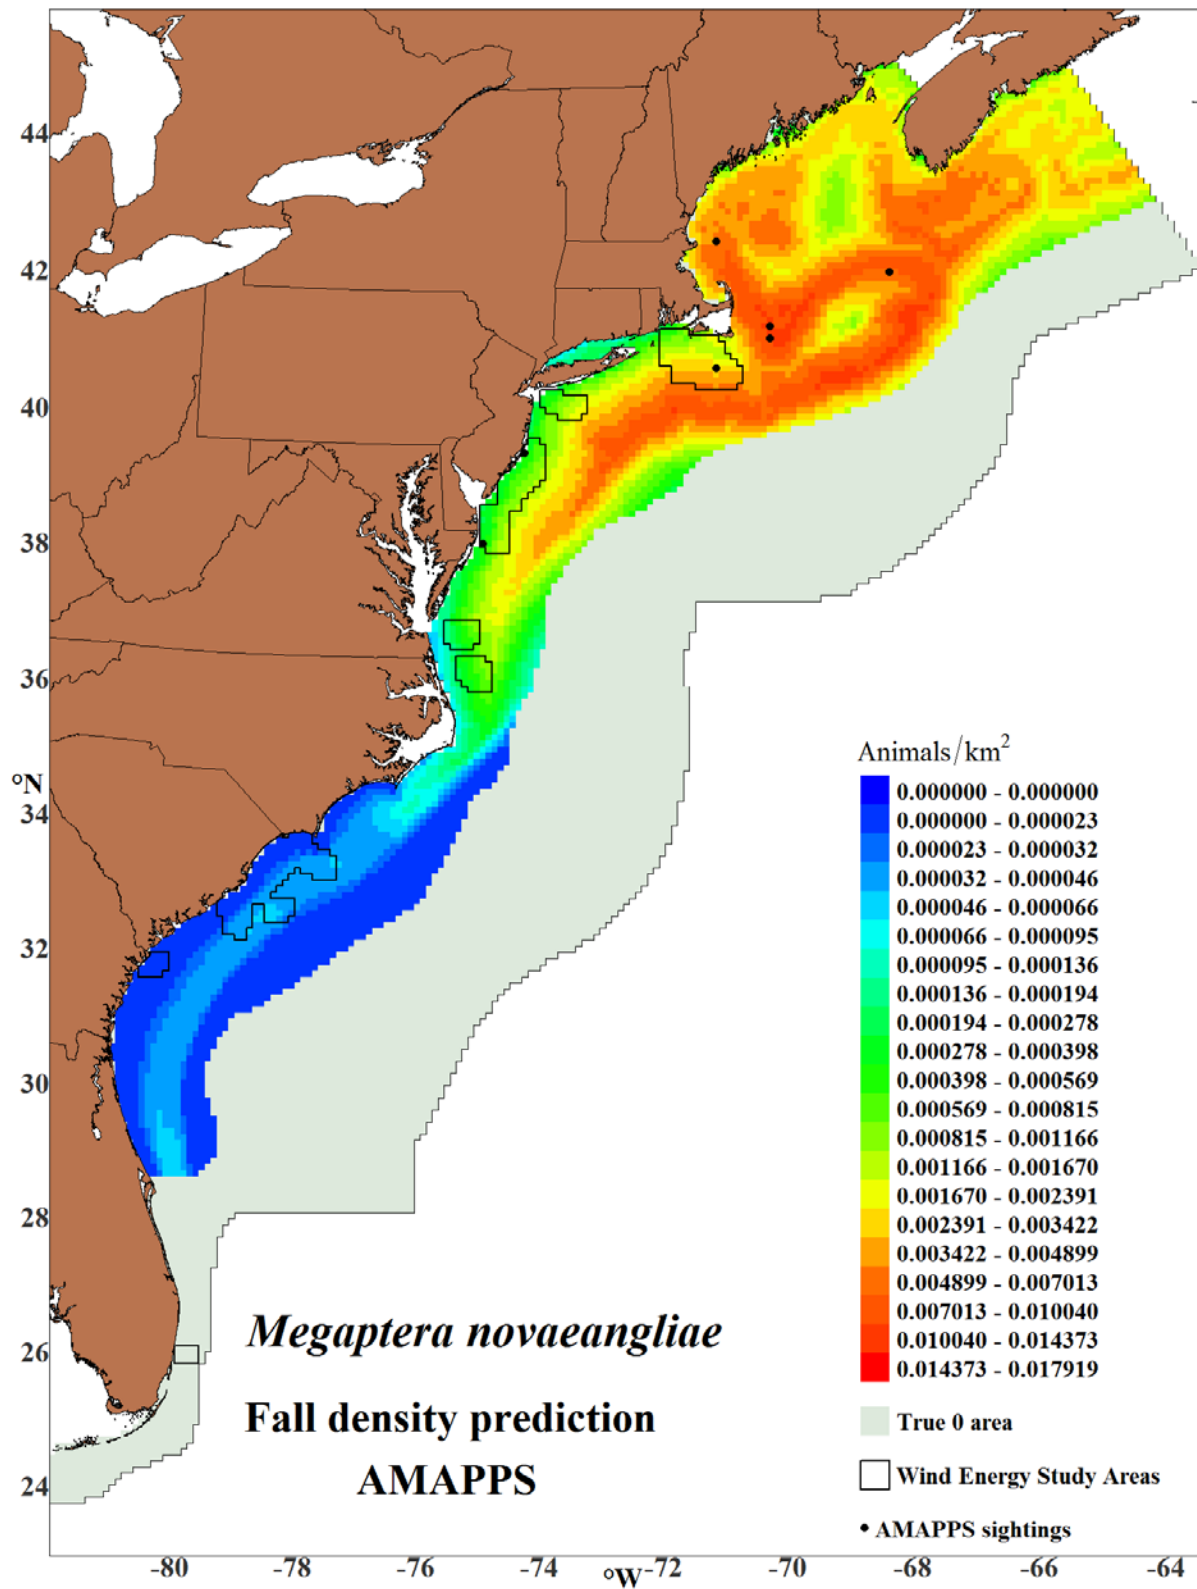 44
42
40
38
36
°N
34
32
30
28
26
24
Animals/km²
0.000000 - 0.000000
0.000000 - 0.000023
0.000023 - 0.000032
0.000032 - 0.000046
0.000046 - 0.000066
0.000066 - 0.000095
0.000095 - 0.000136
0.000136 - 0.000194
0.000194 - 0.000278
0.000278 - 0.000398
0.000398 - 0.000569
0.000569 - 0.000815
0.000815 - 0.001166
0.001166 - 0.001670
0.001670 - 0.002391
0.002391 - 0.003422
0.003422 - 0.004899
0.004899 - 0.007013
0.007013 - 0.010040
0.010040 - 0.014373
0.014373 - 0.017919
True 0 area
Wind Energy Study Areas
AMAPPS sightings
Megaptera novaeangliae
Fall density prediction
AMAPPS
-80 -78 -76 -74 °W -72 -70 -68 -66 -64